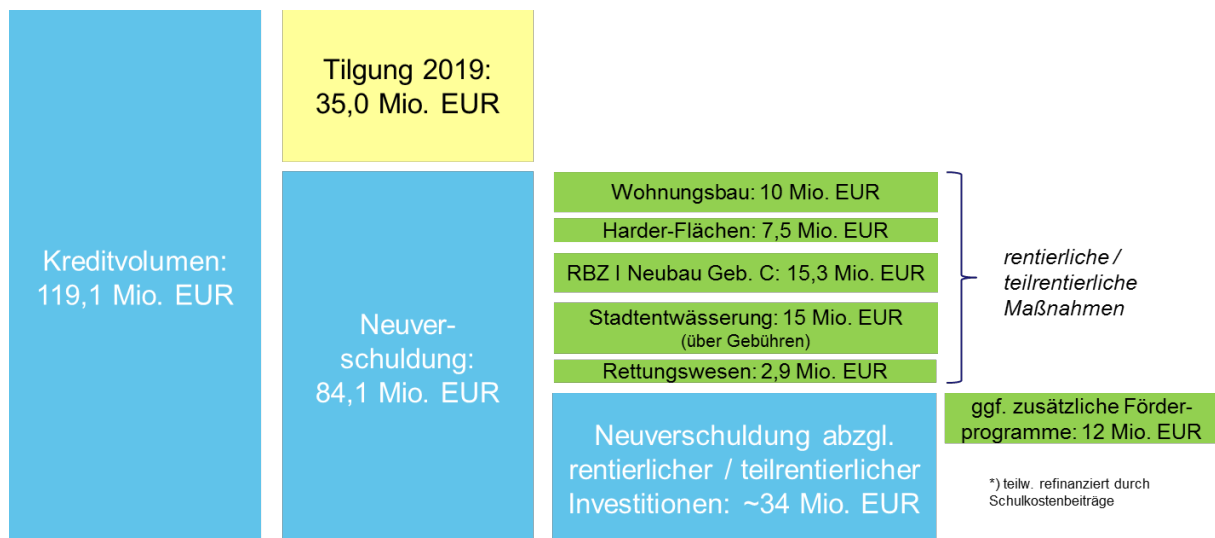 Kreditvolumen:
119,1 Mio. EUR
Tilgung 2019:
35,0 Mio. EUR
Neuver-
schuldung:
84,1 Mio. EUR
Wohnungsbau: 10 Mio. EUR
Harder-Flächen: 7,5 Mio. EUR
RBZ I Neubau Geb. C: 15,3 Mio. EUR
Stadtentwässerung: 15 Mio. EUR
(über Gebühren)
Rettungswesen: 2,9 Mio. EUR
rentierliche /
teilrentierliche
Maßnahmen
Neuverschuldung abzgl.
rentierlicher / teilrentierlicher
Investitionen: ~34 Mio. EUR
ggf. zusätzliche Förder-
programme: 12 Mio. EUR
*) teilw. refinanziert durch
Schulkostenbeiträge